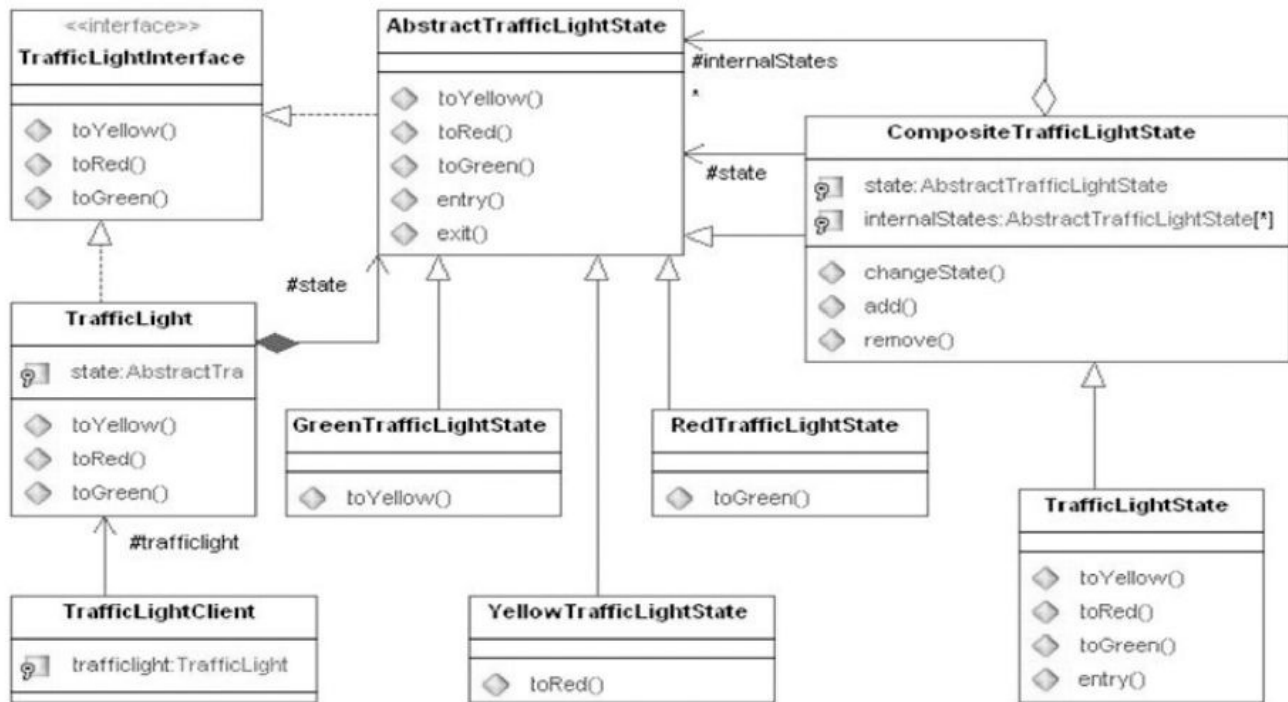 <<interface>>
TrafficLightInterface
toYellow()
toRed()
toGreen()
AbstractTrafficLightState
toYellow()
toRed()
toGreen()
entry()
exit()
#internalStates
*
#state
CompositeTrafficLightState
state:AbstractTrafficLightState
internalStates:AbstractTrafficLightState[*]
changeState()
add()
remove()
#state
TrafficLight
state:AbstractTra
toYellow()
toRed()
toGreen()
GreenTrafficLightState
toYellow()
RedTrafficLightState
toGreen()
TrafficLightState
toYellow()
toRed()
toGreen()
entry()
#trafficlight
TrafficLightClient
trafficlight:TrafficLight
YellowTrafficLightState
toRed()